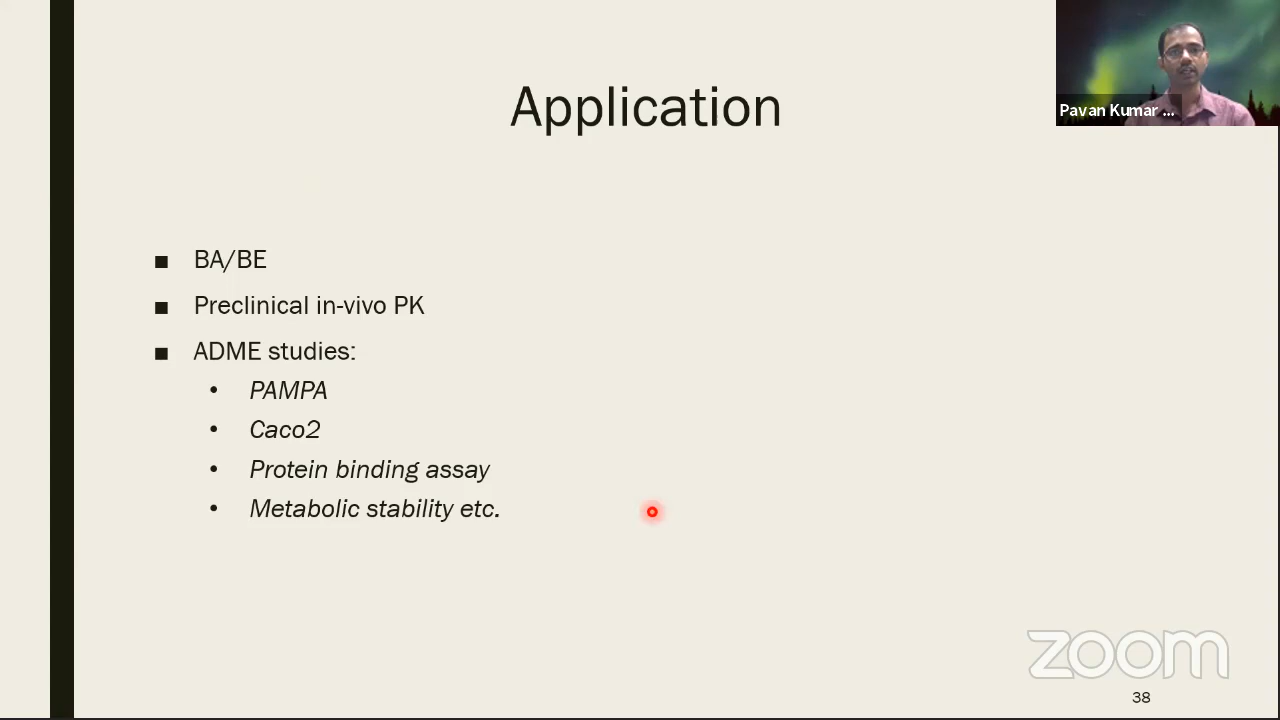 Application
Pavan Kumar ...
■ BA/BE
■ Preclinical in-vivo PK
■ ADME studies:
• PAMPA
• Caco2
• Protein binding assay
• Metabolic stability etc.
zoom
38